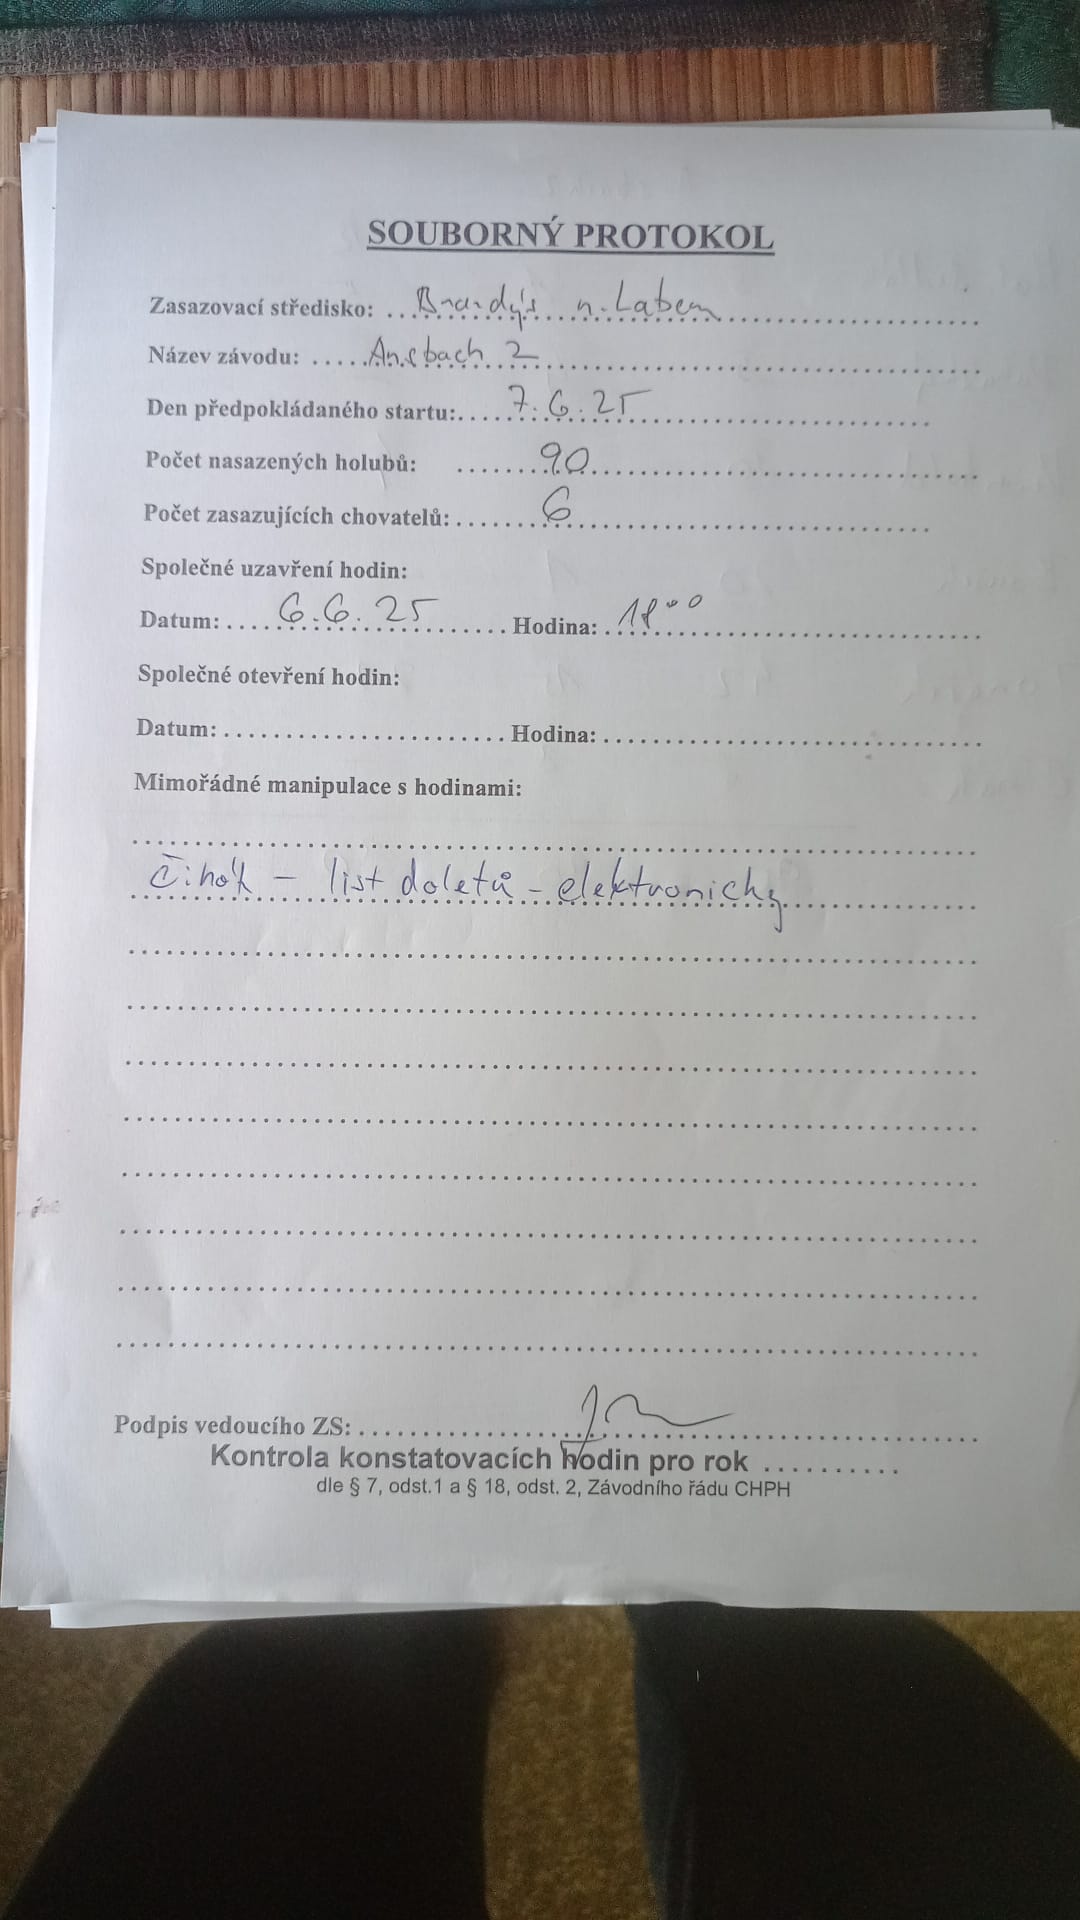 SOUBORNÝ PROTOKOL
Zasazovací středisko: ...Brandýs n. Labem...
Název závodu: .....Ansbach 2...
Den předpokládaného startu:....7.6.25...
Počet nasazených holubů: .......90...
Počet zasazujících chovatelů: .......6...
Společné uzavření hodin:
Datum: ....6.6.25....... Hodina: .18⁰⁰...
Společné otevření hodin:
Datum: ....................... Hodina: ...............................
Mimořádné manipulace s hodinami:
Čihák - list doletů - elektronicky
Podpis vedoucího ZS: ...................
Kontrola konstatovacích hodin pro rok ..........
dle § 7, odst.1 a § 18, odst. 2, Závodního řádu CHPH